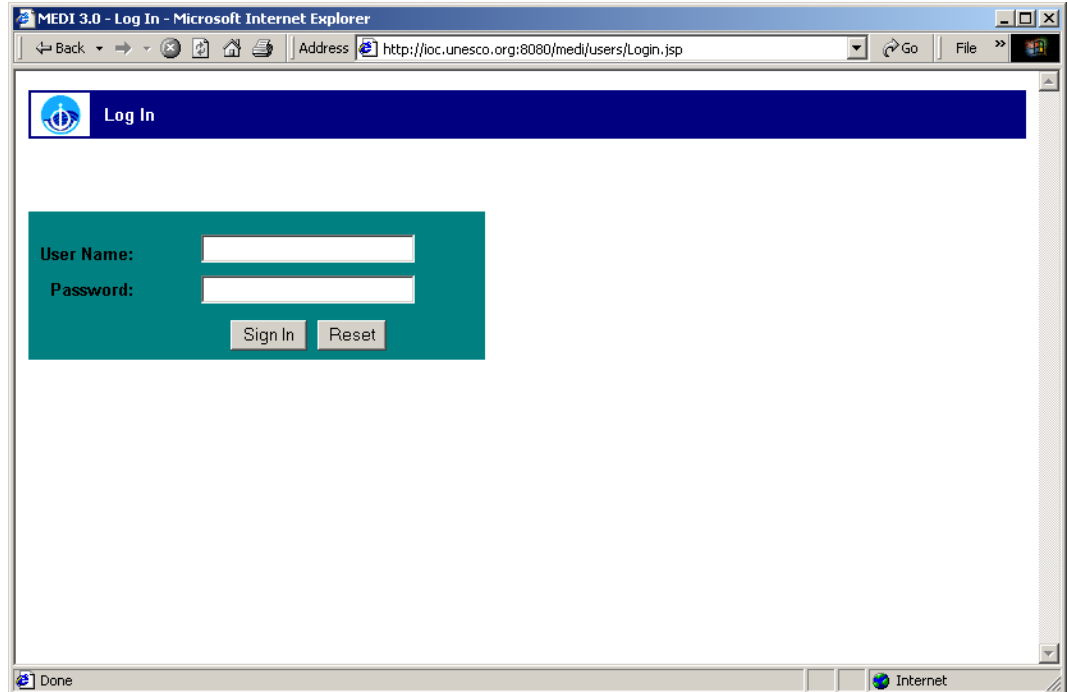 MEDI 3.0 - Log In - Microsoft Internet Explorer
Back Address http://ioc.unesco.org:8080/medi/users/Login.jsp Go File »
Log In
User Name:
Password:
Sign In Reset
Done Internet